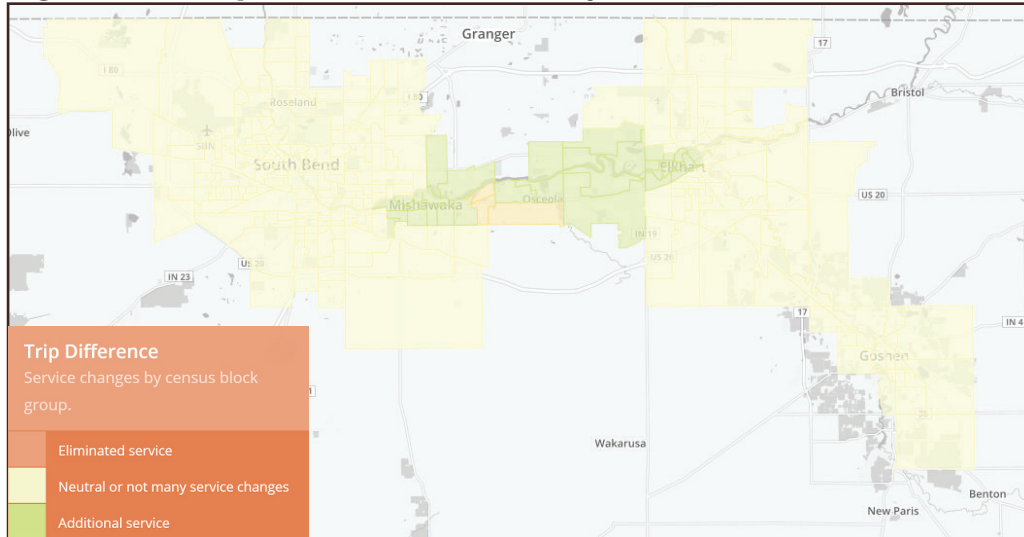 Granger
17
I 80
I 80
Bristol
Roseland
Olive
SBN
South Bend
Elkhart
US 20
Mishawaka
Osceola
IN 19
US 20
US 20
IN 23
17
IN 4
Goshen
Trip Difference
Service changes by census block
group.
Eliminated service
Neutral or not many service changes
Additional service
Wakarusa
Benton
New Paris